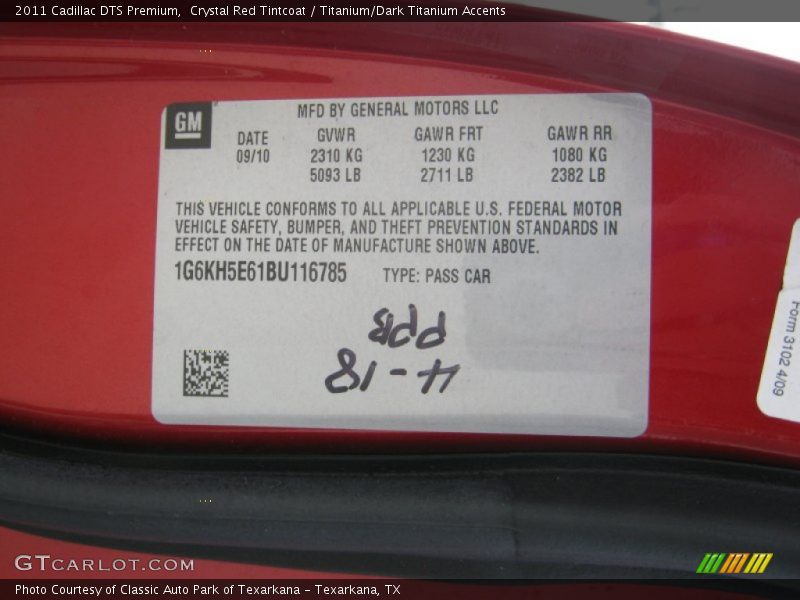 2011 Cadillac DTS Premium,  Crystal Red Tintcoat / Titanium/Dark Titanium Accents
GM
MFD BY GENERAL MOTORS LLC
DATE GVWR GAWR FRT GAWR RR
09/10 2310 KG 1230 KG 1080 KG
5093 LB 2711 LB 2382 LB
THIS VEHICLE CONFORMS TO ALL APPLICABLE U.S. FEDERAL MOTOR
VEHICLE SAFETY, BUMPER, AND THEFT PREVENTION STANDARDS IN
EFFECT ON THE DATE OF MANUFACTURE SHOWN ABOVE.
1G6KH5E61BU116785 TYPE: PASS CAR
4-18
PPB
Form 3102 4/09
GTCARLOT.COM
Photo Courtesy of Classic Auto Park of Texarkana - Texarkana, TX